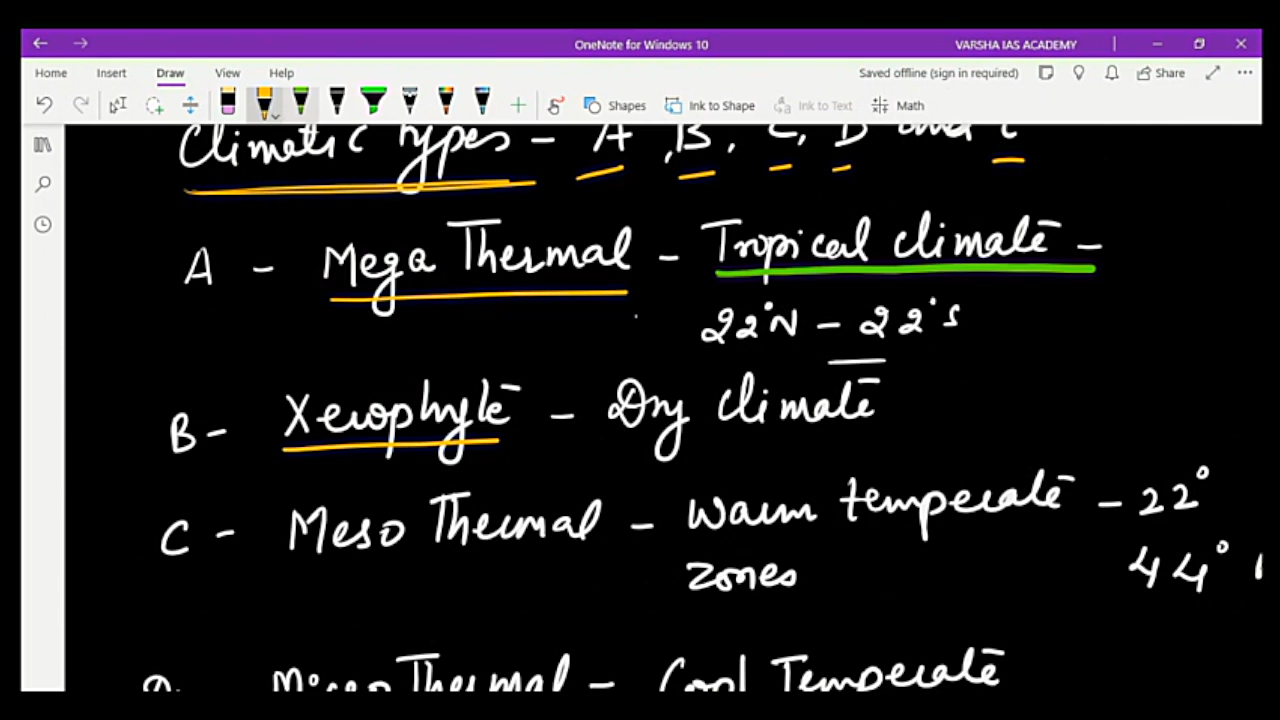 OneNote for Windows 10
VARSHA IAS ACADEMY
Home Insert Draw View Help
Saved offline (sign in required) Share
Shapes Ink to Shape Ink to Text Math
Climatic types - A, B, C, D and E
A - Mega Thermal - Tropical climate -
22°N - 22°S
B - Xerophyte - Dry climate
C - Meso Thermal - Warm temperate - 22°
zones 44°
D Micro Thermal - Cool Temperate